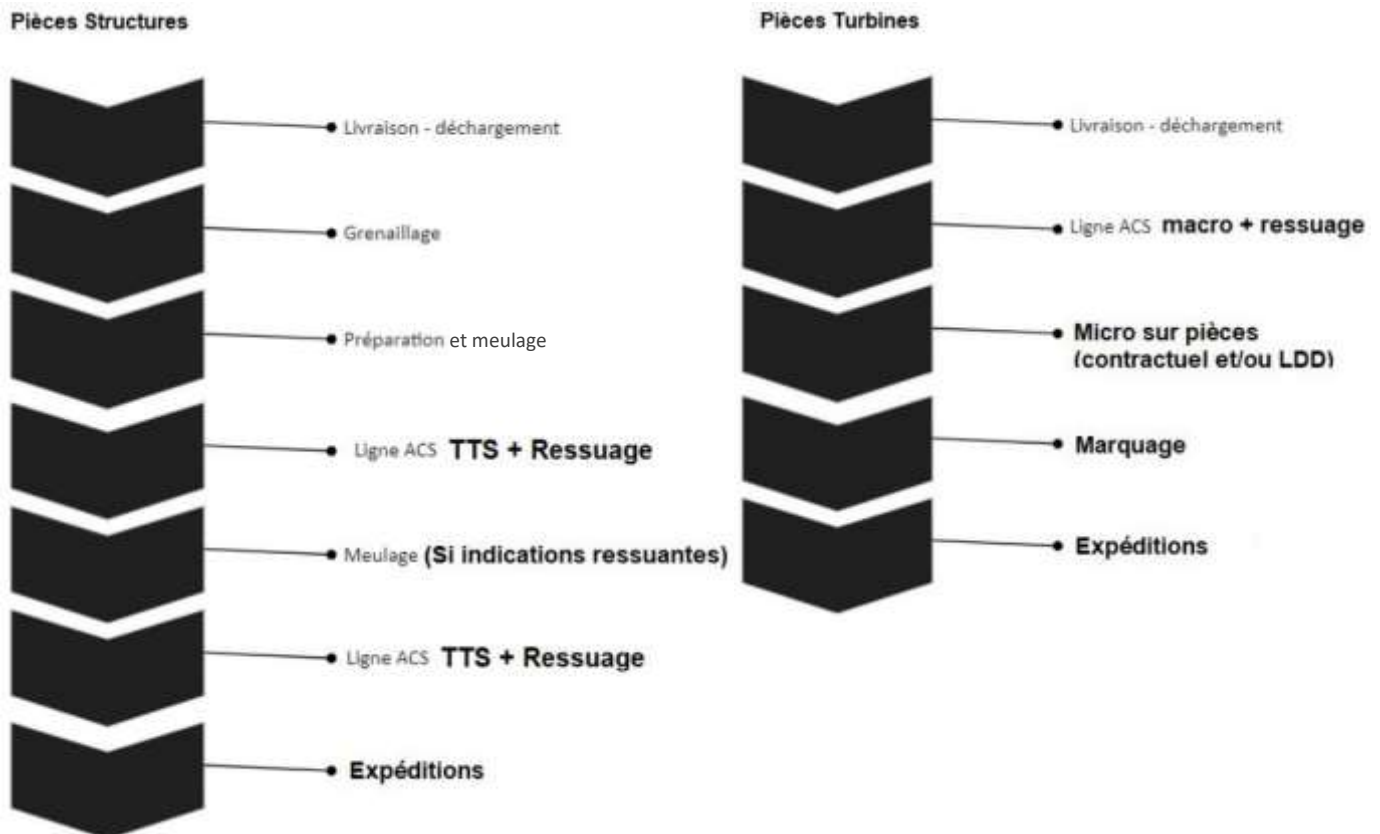 Pièces Structures
Livraison - déchargement
Grenaillage
Préparation et meulage
Ligne ACS TTS + Ressuage
Meulage (Si indications ressuantes)
Ligne ACS TTS + Ressuage
Expéditions
Pièces Turbines
Livraison - déchargement
Ligne ACS macro + ressuage
Micro sur pièces
(contractuel et/ou LDD)
Marquage
Expéditions